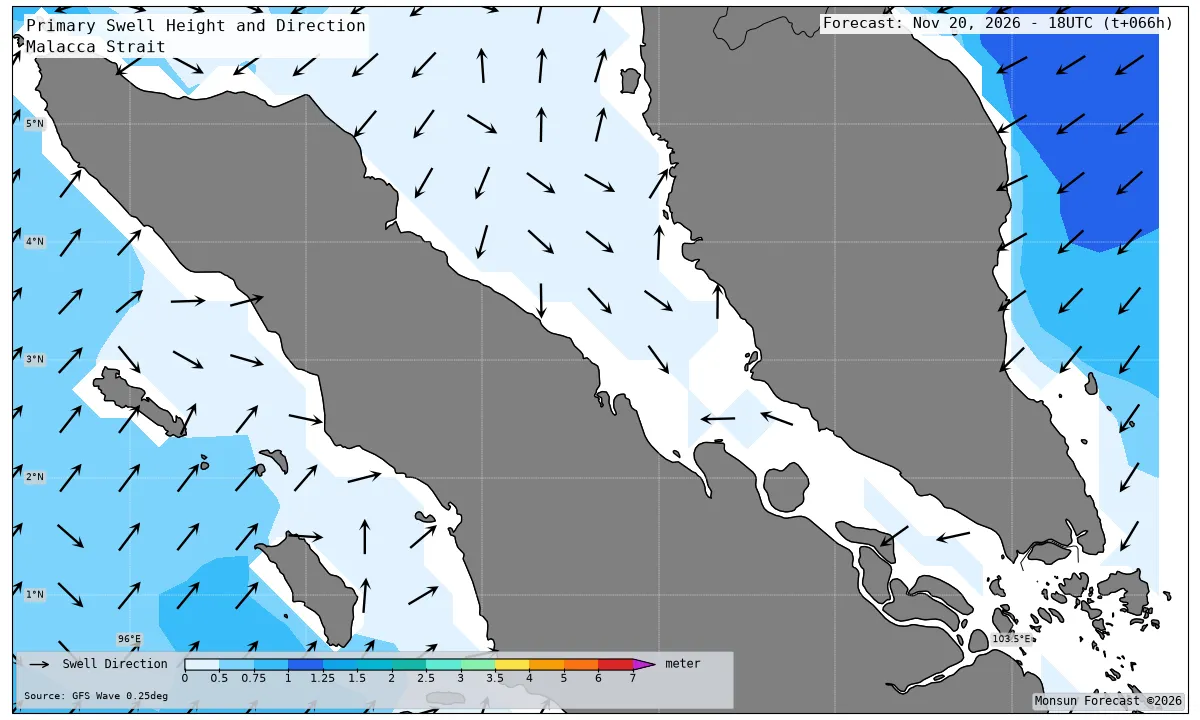 Primary Swell Height and Direction
Malacca Strait
Forecast: Nov 20, 2026 - 18UTC (t+066h)
5°N
4°N
3°N
2°N
1°N
96°E
103.5°E
Swell Direction
meter
0 0.5 0.75 1 1.25 1.5 2 2.5 3 3.5 4 5 6 7
Source: GFS Wave 0.25deg
Monsun Forecast ©2026